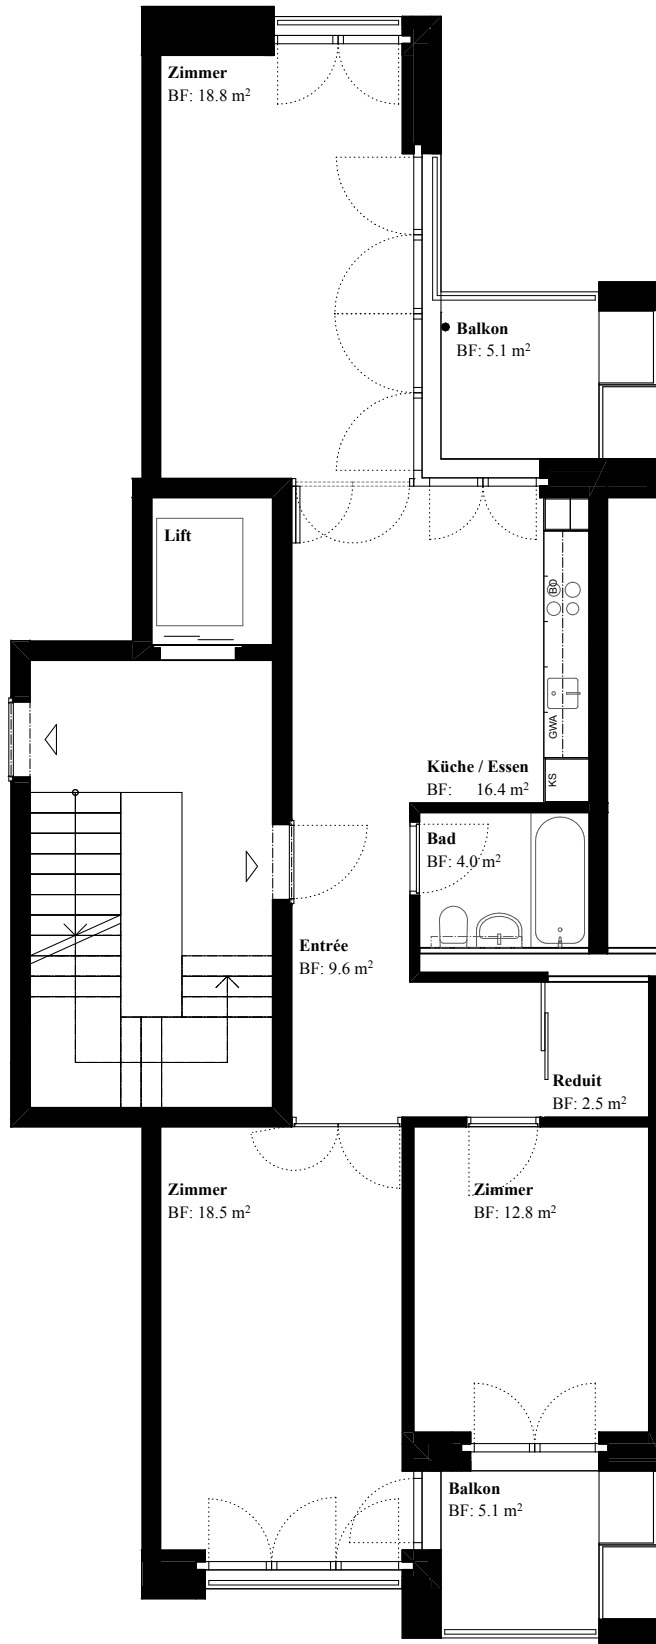 Zimmer
BF: 18.8 m²
Balkon
BF: 5.1 m²
Lift
BO
GWA
KS
Küche / Essen
BF: 16.4 m²
Bad
BF: 4.0 m²
Entrée
BF: 9.6 m²
Reduit
BF: 2.5 m²
Zimmer
BF: 18.5 m²
Zimmer
BF: 12.8 m²
Balkon
BF: 5.1 m²